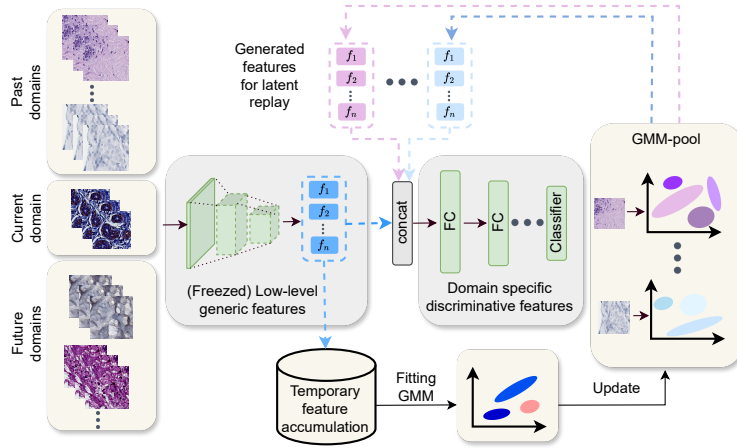 Past
domains
Current
domain
Future
domains
Generated
features
for latent
replay
f1
f2
fn
f1
f2
fn
(Freezed) Low-level
generic features
f1
f2
fn
concat
FC
FC
Classifier
Domain specific
discriminative features
GMM-pool
Temporary
feature
accumulation
Fitting
GMM
Update